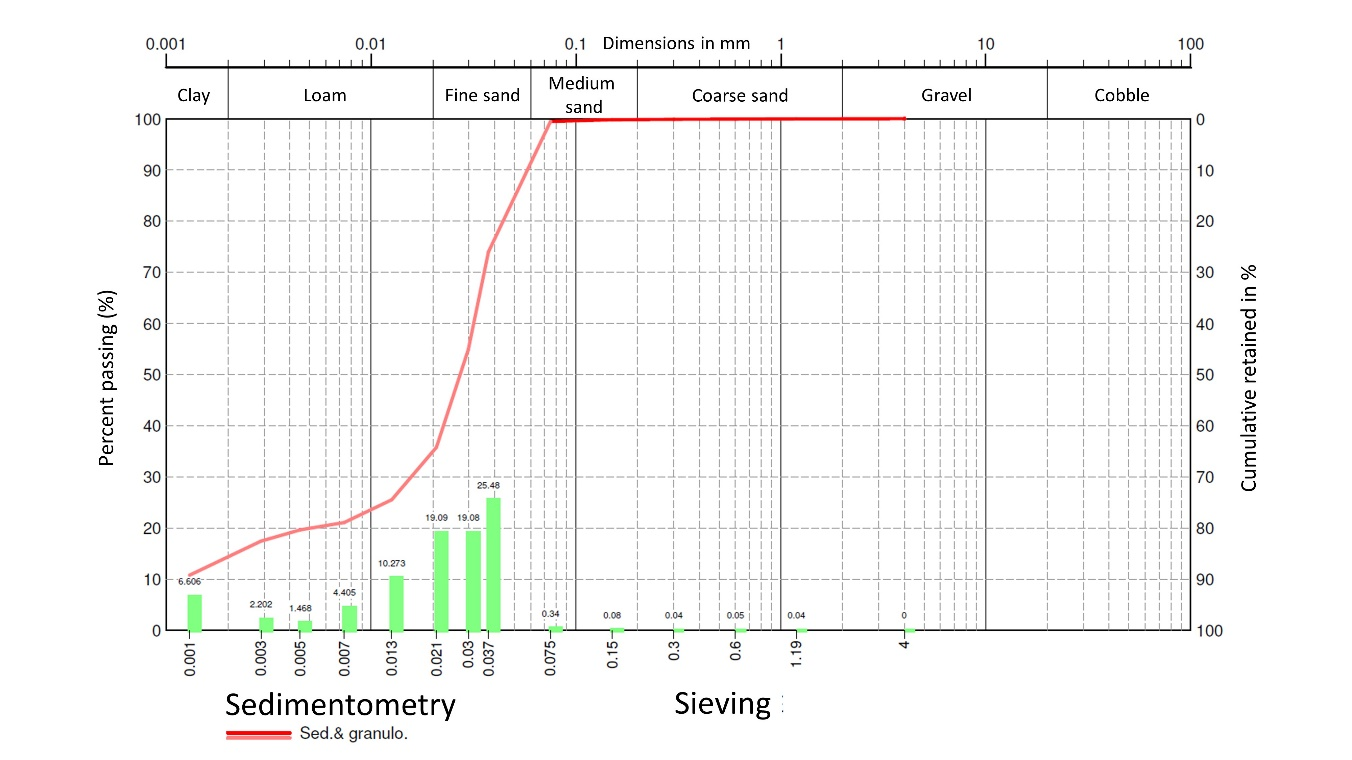 0.001 0.01 0.1 Dimensions in mm 1 10 100
Clay Loam Fine sand Medium sand Coarse sand Gravel Cobble
100 0
90 10
80 20
70 30
60 40
50 50
40 60
30 70
20 80
10 90
0 100
Percent passing (%)
Cumulative retained in %
6.606 2.202 1.468 4.405 10.273 19.09 19.08 25.48 0.34 0.08 0.04 0.05 0.04 0
0.001 0.003 0.005 0.007 0.013 0.021 0.03 0.037 0.075 0.15 0.3 0.6 1.19 4
Sedimentometry Sieving
Sed.& granulo.